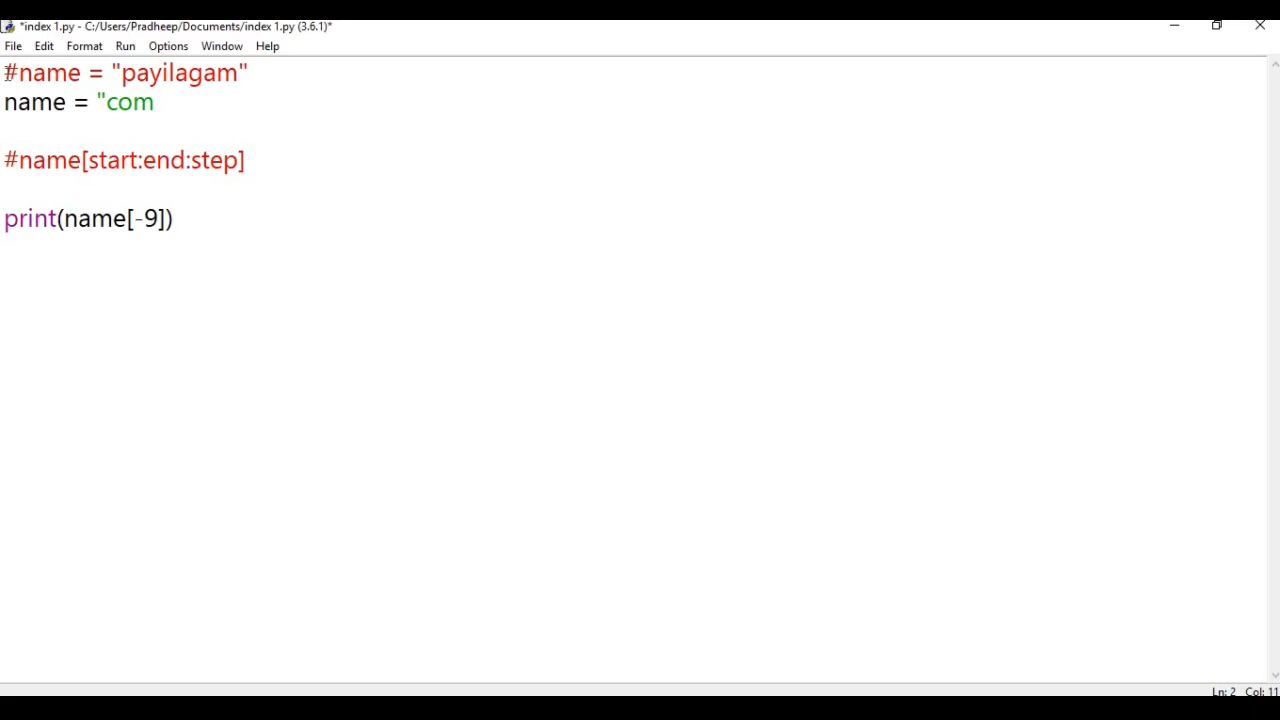 *index 1.py - C:/Users/Pradheep/Documents/index 1.py (3.6.1)*
File Edit Format Run Options Window Help
#name = "payilagam"
name = "com
#name[start:end:step]
print(name[-9])
Ln: 2 Col: 11